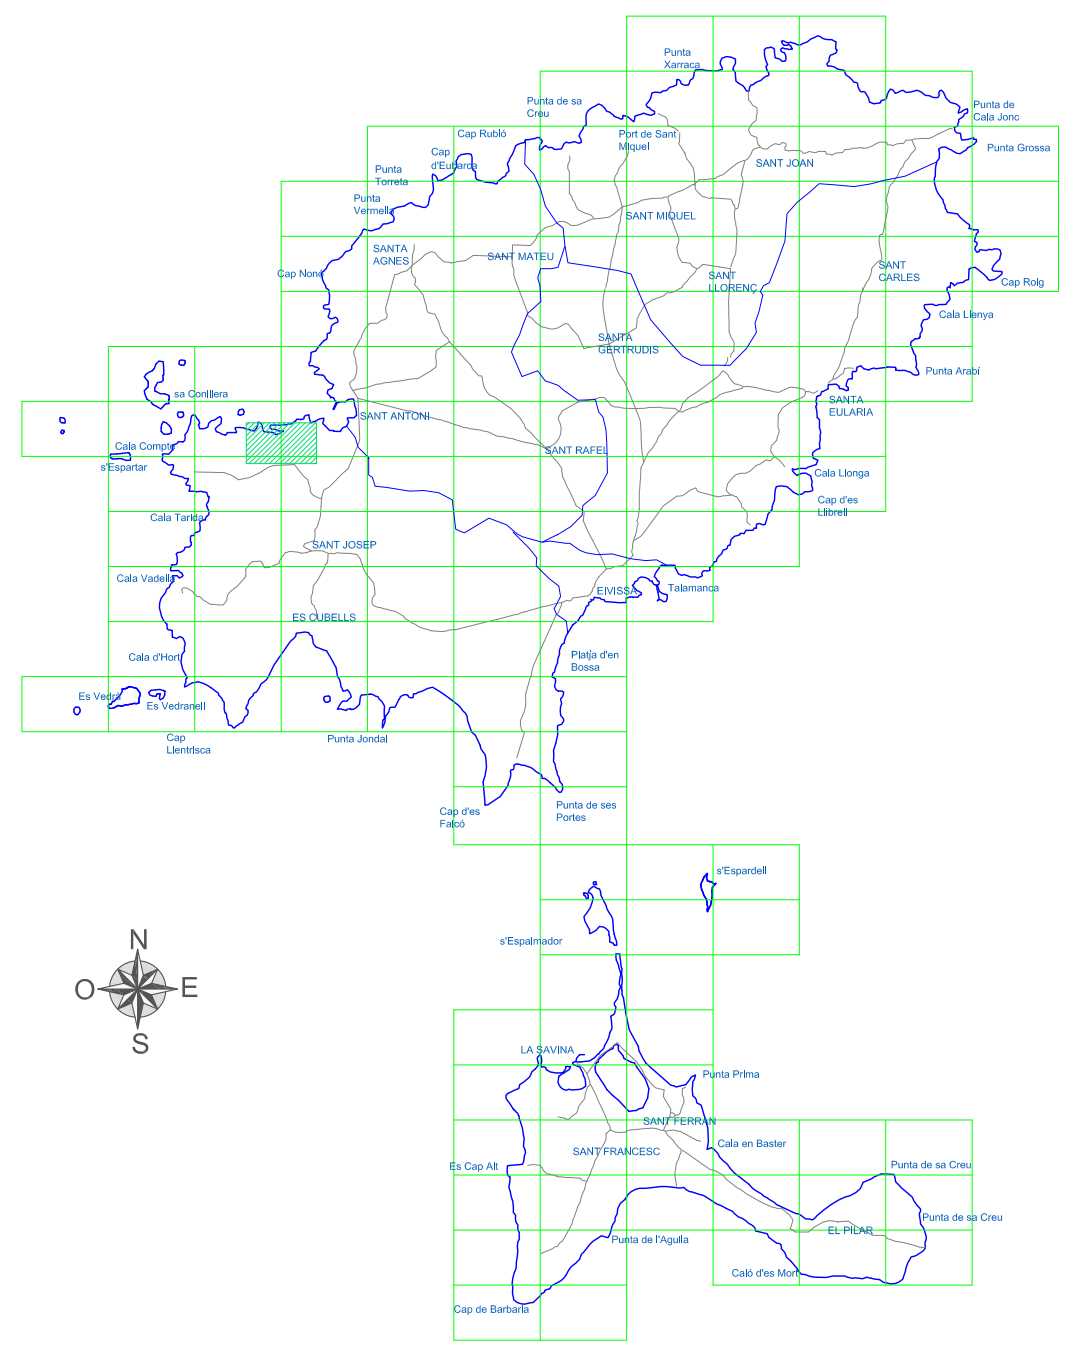 Punta
Xarraca
Punta de sa
Creu
Punta de
Cala Jonc
Cap Rubló
Port de Sant
Miquel
Punta Grossa
Cap
d'Eubarca
SANT JOAN
Punta
Torreta
Punta
Vermella
SANT MIQUEL
SANTA
AGNES
SANT MATEU
Cap Nonó
SANT
LLORENÇ
SANT
CARLES
Cap Roig
Cala Llenya
SANTA
GERTRUDIS
Punta Arabí
sa Conillera
SANTA
EULARIA
SANT ANTONI
Cala Compte
SANT RAFEL
s'Espartar
Cala Llonga
Cap d'es
Llibrell
Cala Tarida
SANT JOSEP
Cala Vadella
EIVISSA
Talamanca
ES CUBELLS
Cala d'Hort
Platja d'en
Bossa
Es Vedrà
Es Vedranell
Cap
Llentrisca
Punta Jondal
Cap d'es
Falcó
Punta de ses
Portes
s'Espardell
s'Espalmador
N
O
E
S
LA SAVINA
Punta Prima
SANT FERRAN
Cala en Baster
SANT FRANCESC
Es Cap Alt
Punta de sa Creu
Punta de sa Creu
EL PILAR
Punta de l'Aguila
Caló d'es Mort
Cap de Barbaria